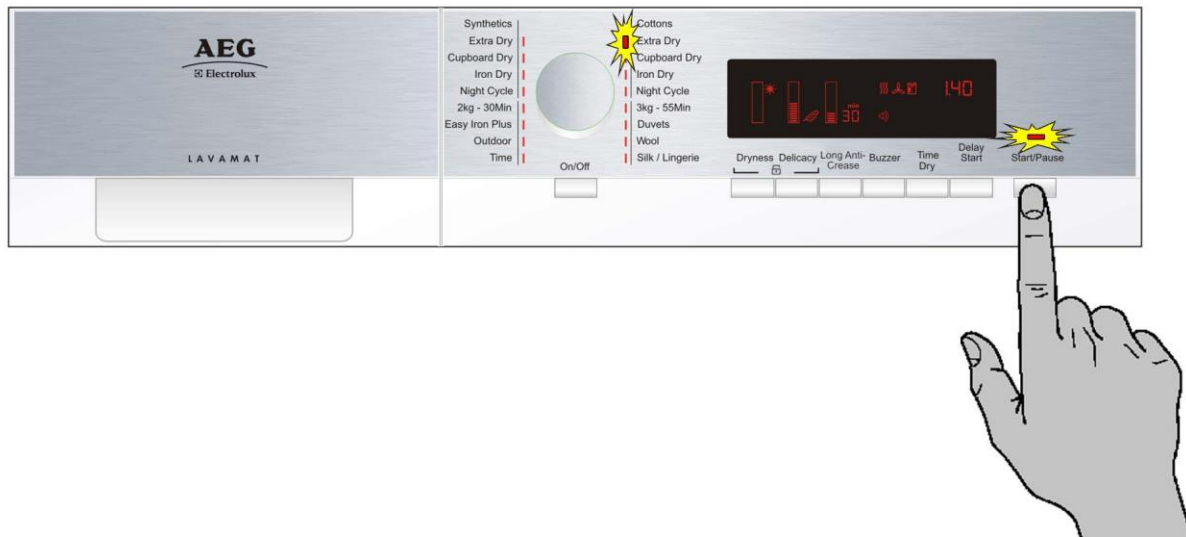 AEG
Electrolux
LAVAMAT
Synthetics
Extra Dry
Cupboard Dry
Iron Dry
Night Cycle
2kg - 30Min
Easy Iron Plus
Outdoor
Time
On/Off
Cottons
Extra Dry
Cupboard Dry
Iron Dry
Night Cycle
3kg - 55Min
Duvets
Wool
Silk / Lingerie
1.40
min
30
Dryness
Delicacy
Long Anti-
Crease
Buzzer
Time
Dry
Delay
Start
Start/Pause